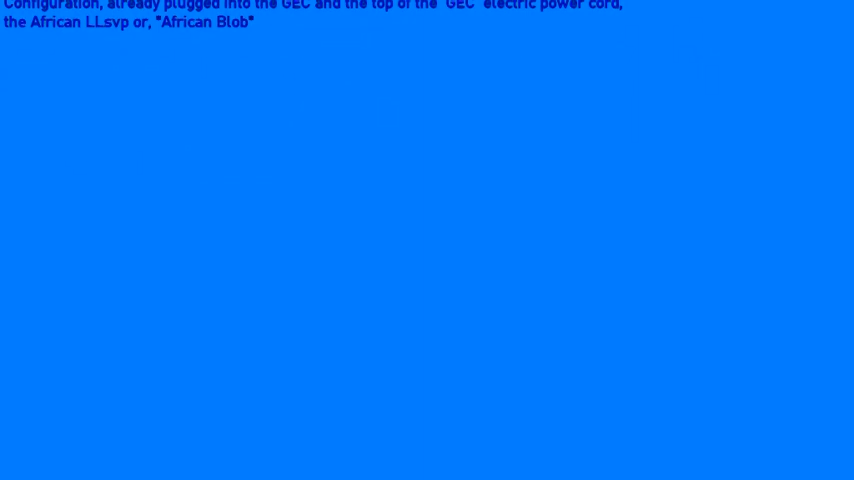 Configuration, already plugged into the GEC and the top of the "GEC" electric power cord,
the African LLsvp or, "African Blob"